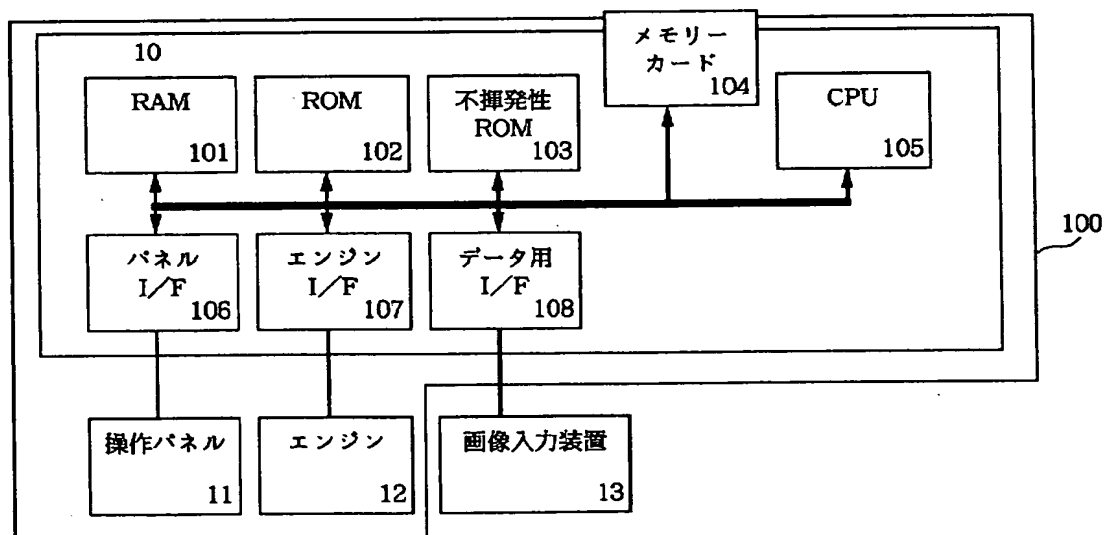 10
メモリー
カード
104
RAM
101
ROM
102
不揮発性
ROM
103
CPU
105
100
パネル
I／F
106
エンジン
I／F
107
データ用
I／F
108
操作パネル
11
エンジン
12
画像入力装置
13